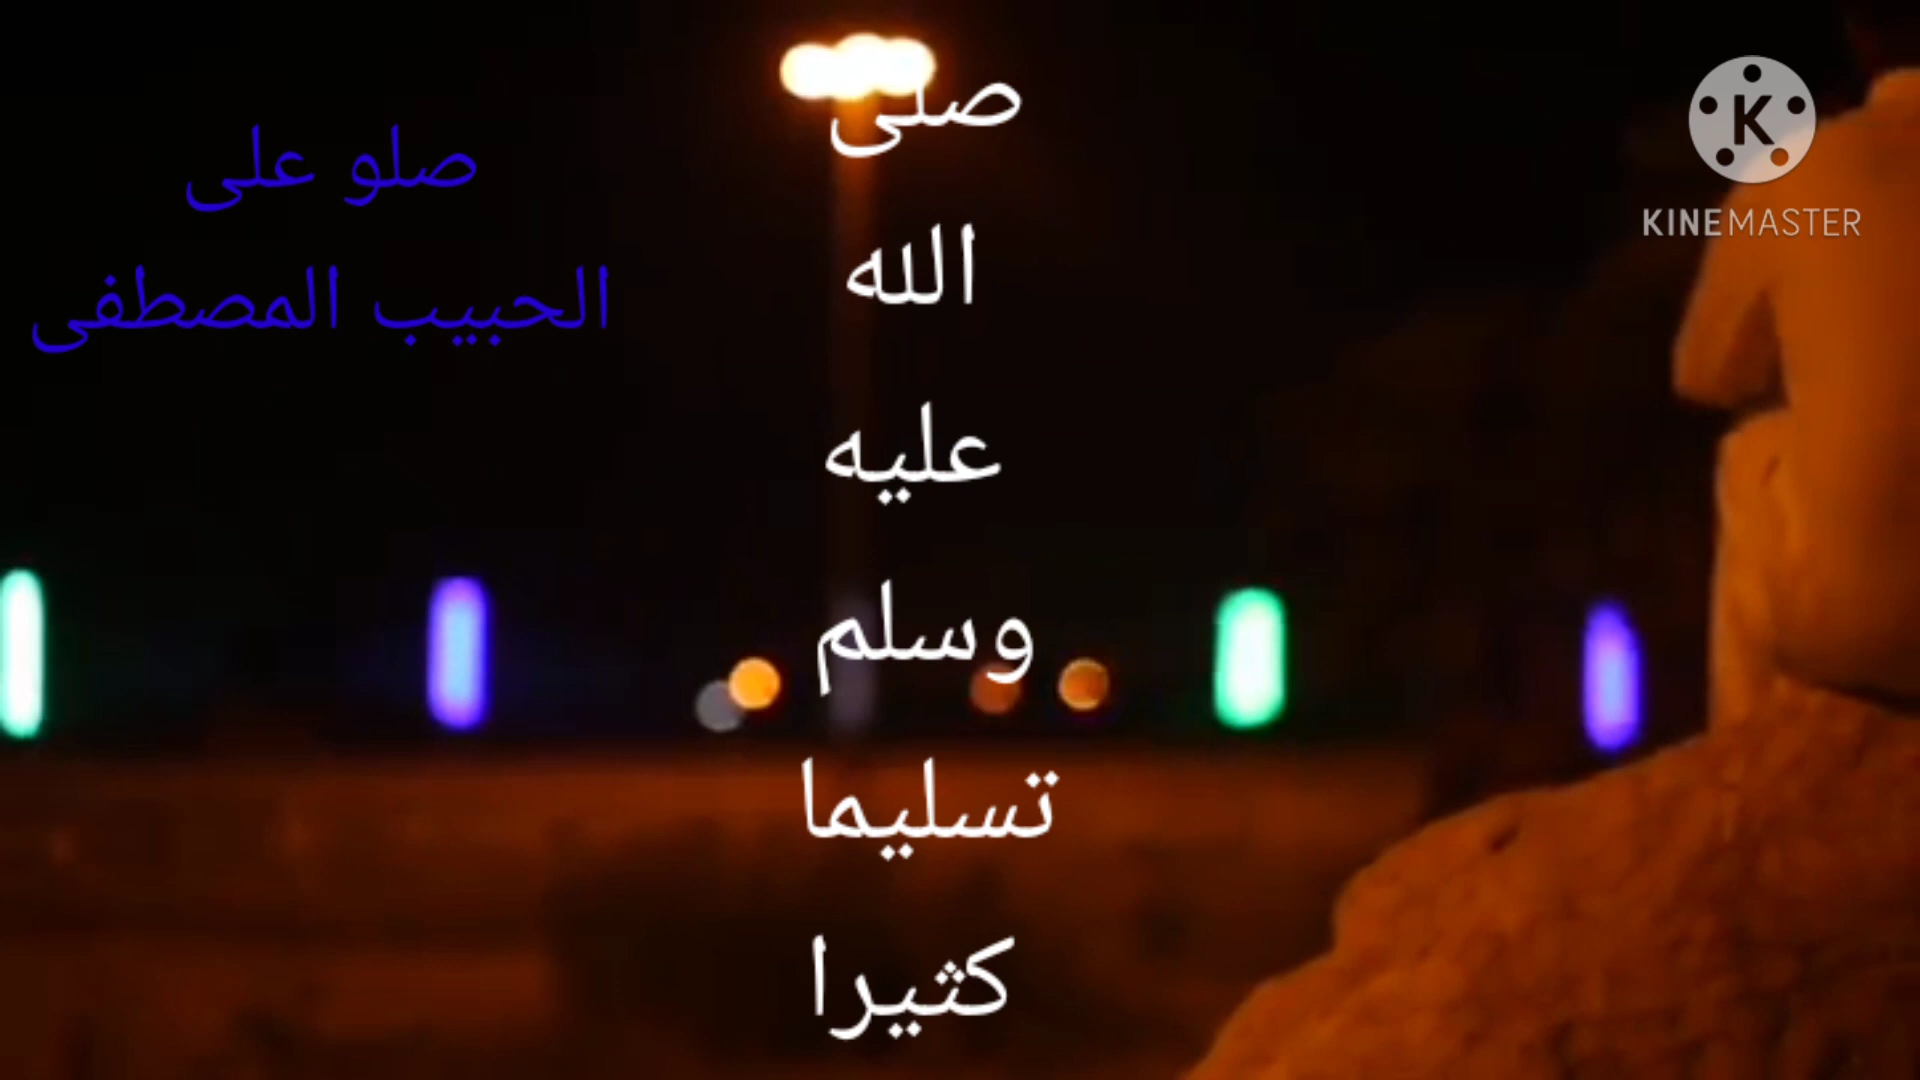 صلو على
الحبيب المصطفى
صلى
الله
عليه
وسلم
تسليما
كثيرا
K
KINEMASTER